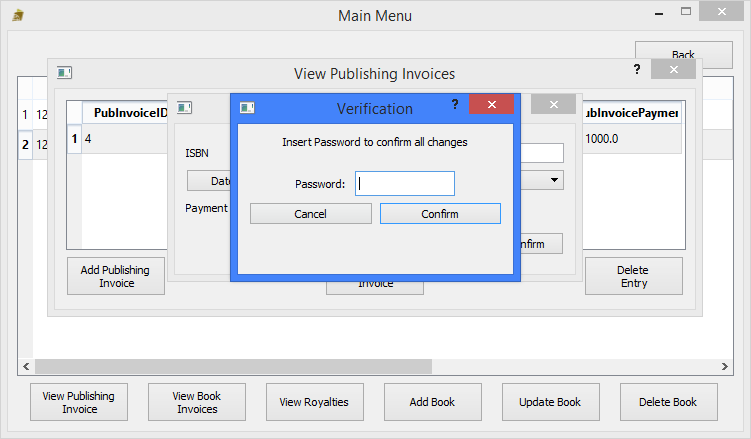 Main Menu
Back
View Publishing Invoices
?
PubInvoiceID
ubInvoicePaymen
1 12
1 4
1000.0
2 12
Verification
?
Insert Password to confirm all changes
Password:
Cancel
Confirm
ISBN
Date
Payment
nfirm
Add Publishing
Invoice
Invoice
Delete
Entry
View Publishing
Invoice
View Book
Invoices
View Royalties
Add Book
Update Book
Delete Book